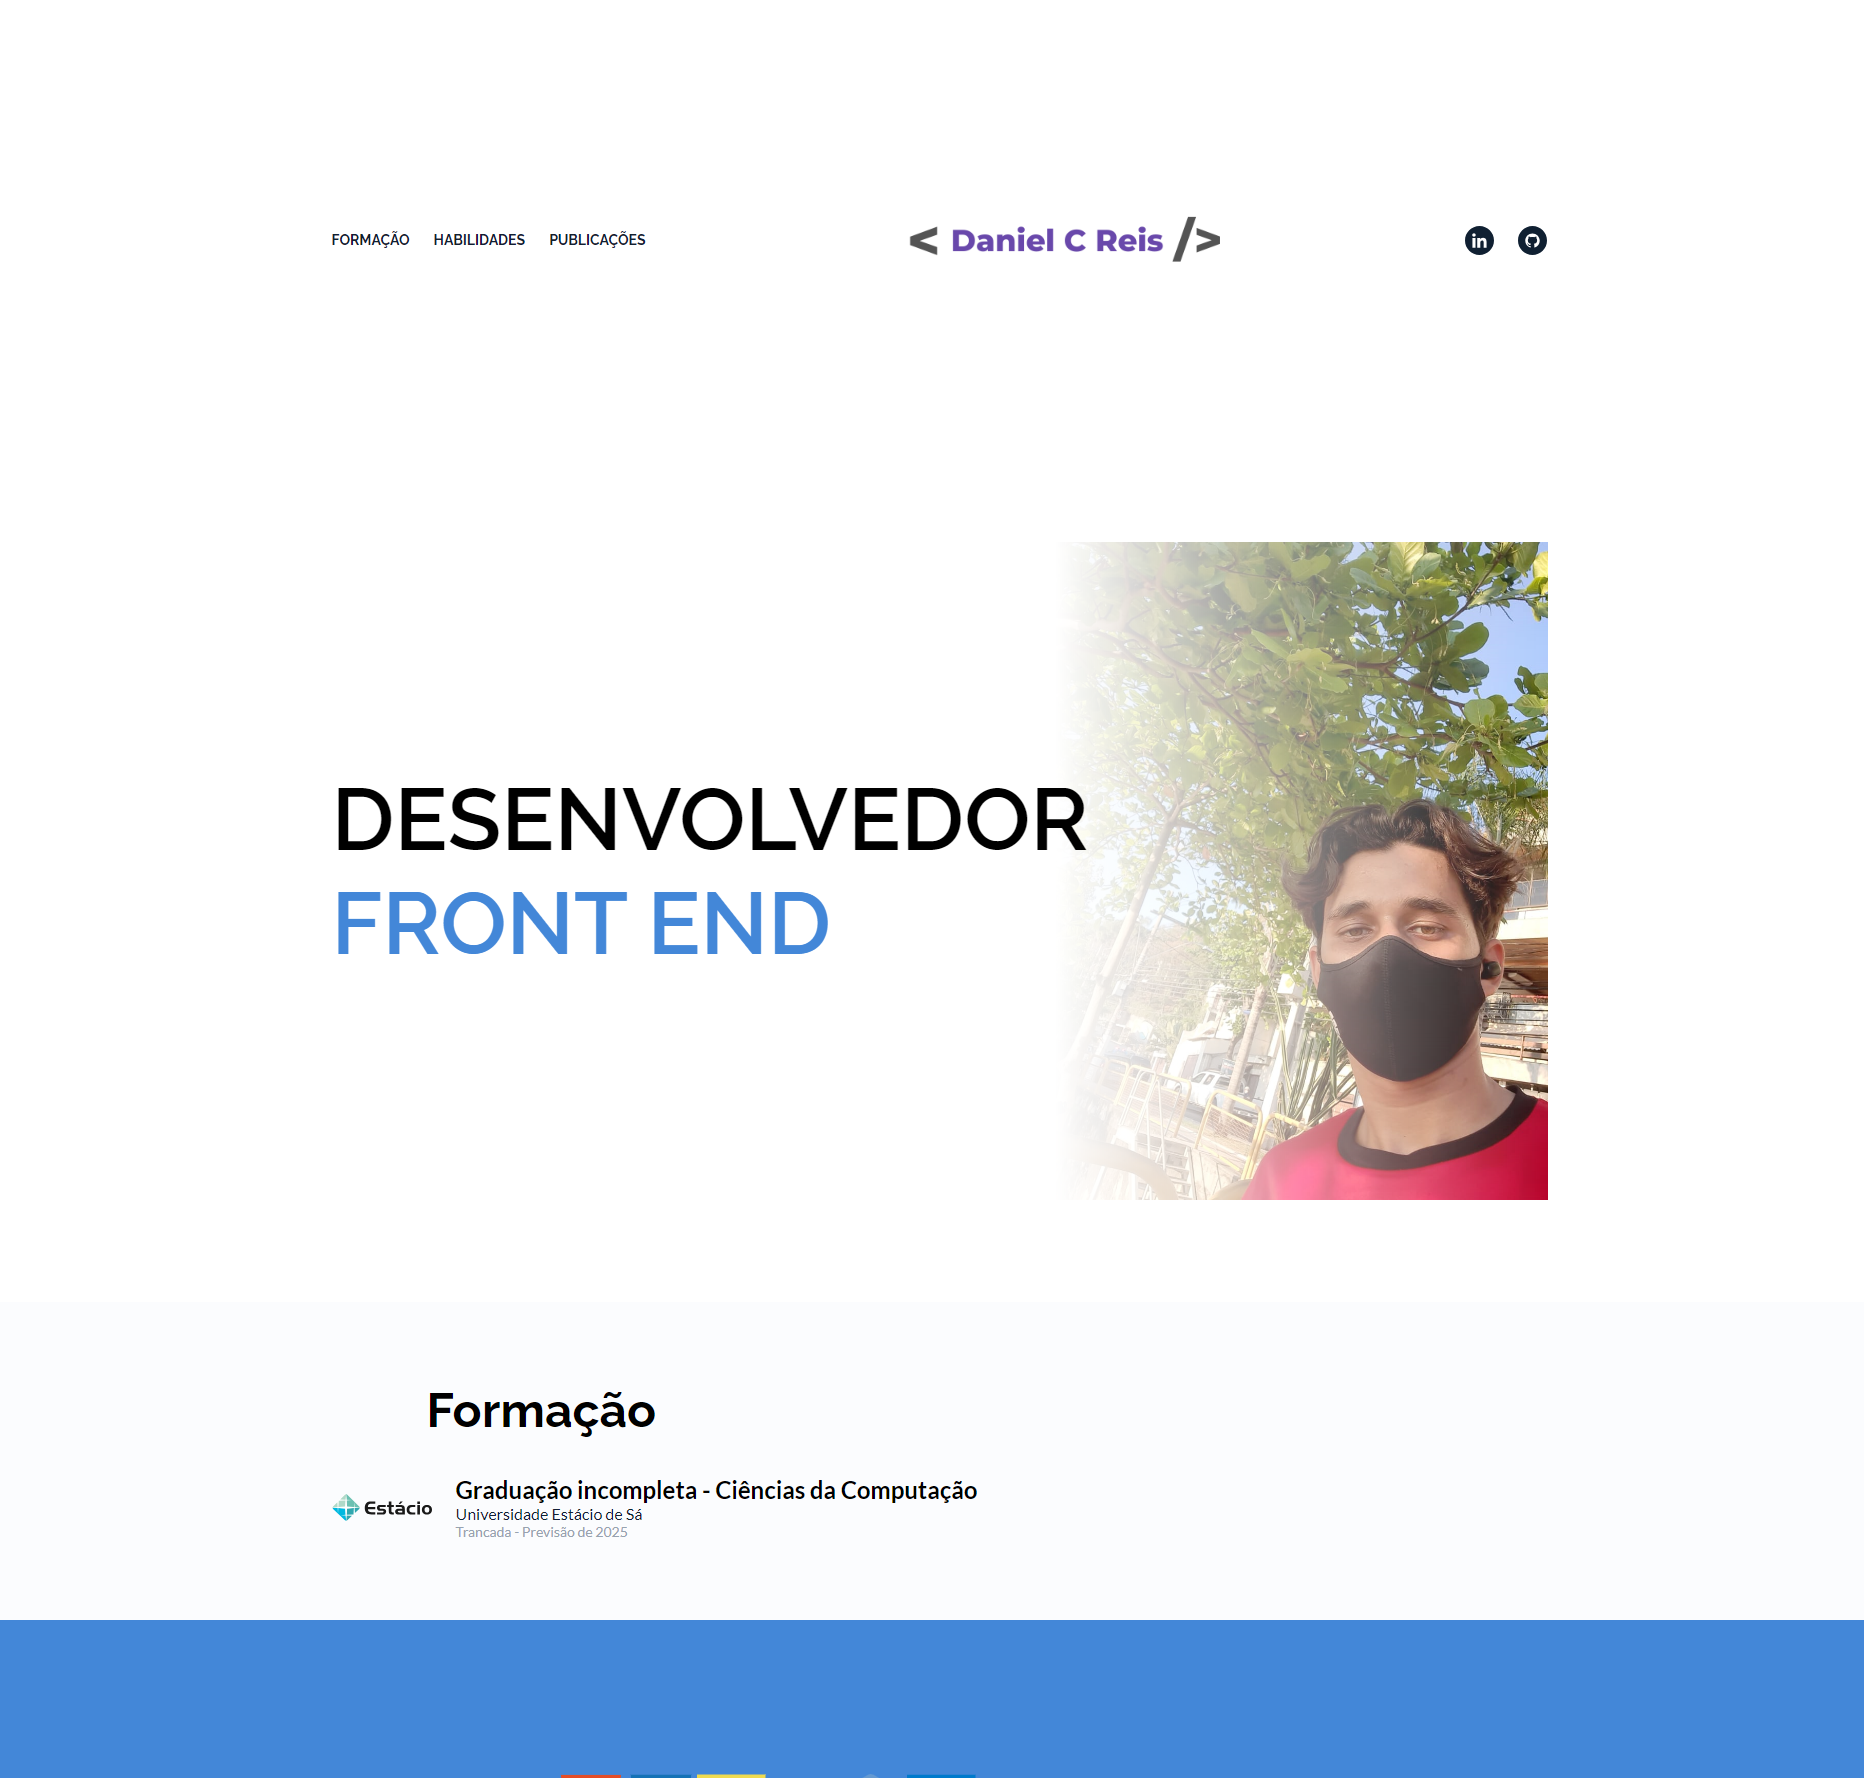 FORMAÇÃO HABILIDADES PUBLICAÇÕES
< Daniel C Reis />
in
DESENVOLVEDOR
FRONT END
Formação
Estácio
Graduação incompleta - Ciências da Computação
Universidade Estácio de Sá
Trancada - Previsão de 2025